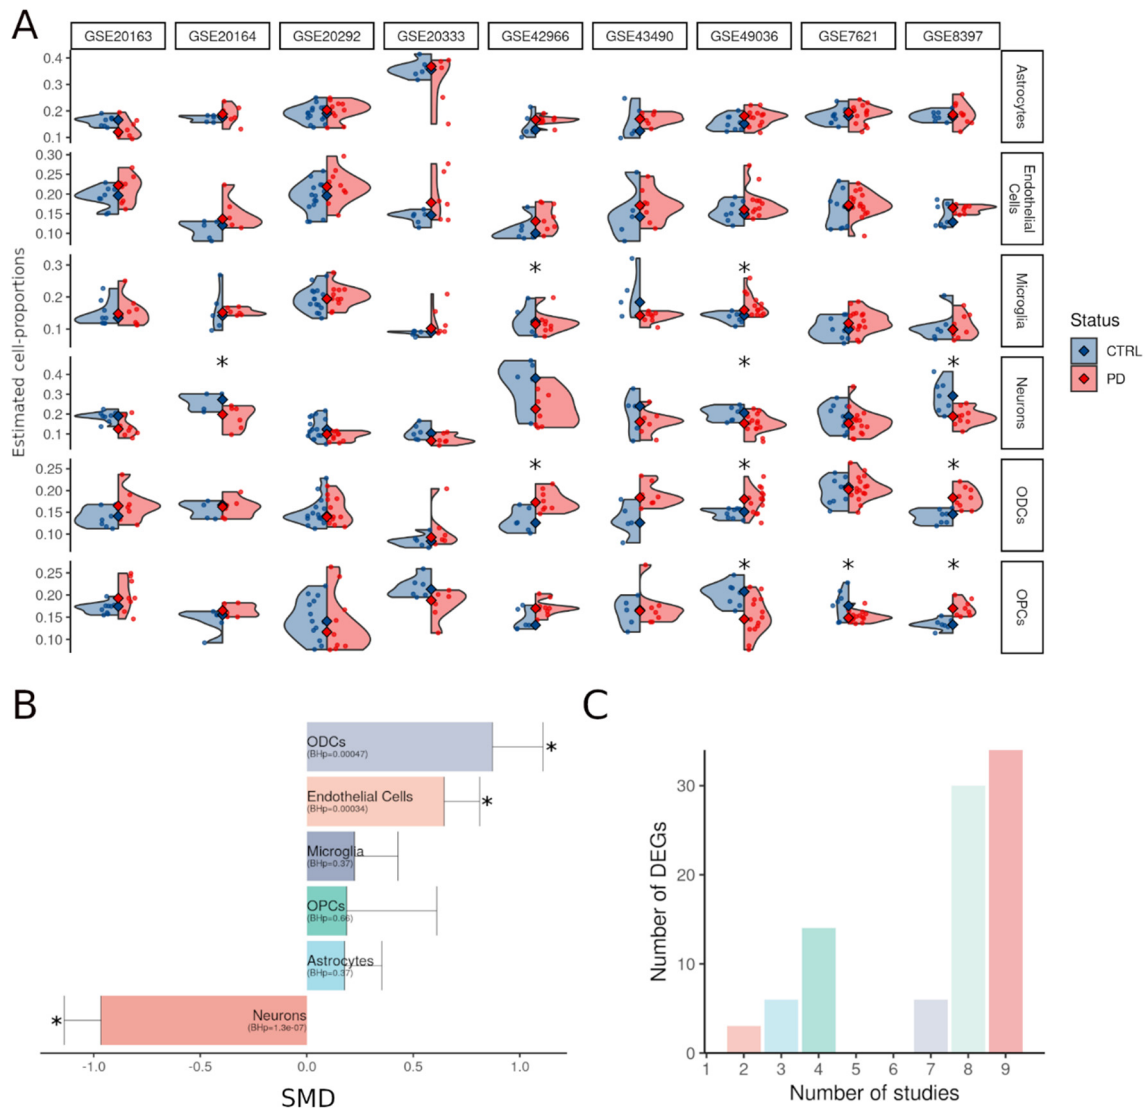 A
GSE20163 GSE20164 GSE20292 GSE20333 GSE42966 GSE43490 GSE49036 GSE7621 GSE8397
Estimated cell-proportions
0.4
0.3
0.2
0.1
Astrocytes
0.30
0.25
0.20
0.15
0.10
Endothelial
Cells
0.3
0.2
0.1
* *
Microglia
0.4
0.3
0.2
0.1
* * *
Neurons
0.25
0.20
0.15
0.10
* * *
ODCs
0.25
0.20
0.15
0.10
* * *
OPCs
Status
CTRL
PD
B
ODCs
(BHp=0.00047)
*
Endothelial Cells
(BHp=0.00034)
*
Microglia
(BHp=0.37)
OPCs
(BHp=0.66)
Astrocytes
(BHp=0.37)
Neurons
(BHp=1.3e-07)
*
-1.0 -0.5 0.0 0.5 1.0
SMD
C
Number of DEGs
30
20
10
0
1 2 3 4 5 6 7 8 9
Number of studies